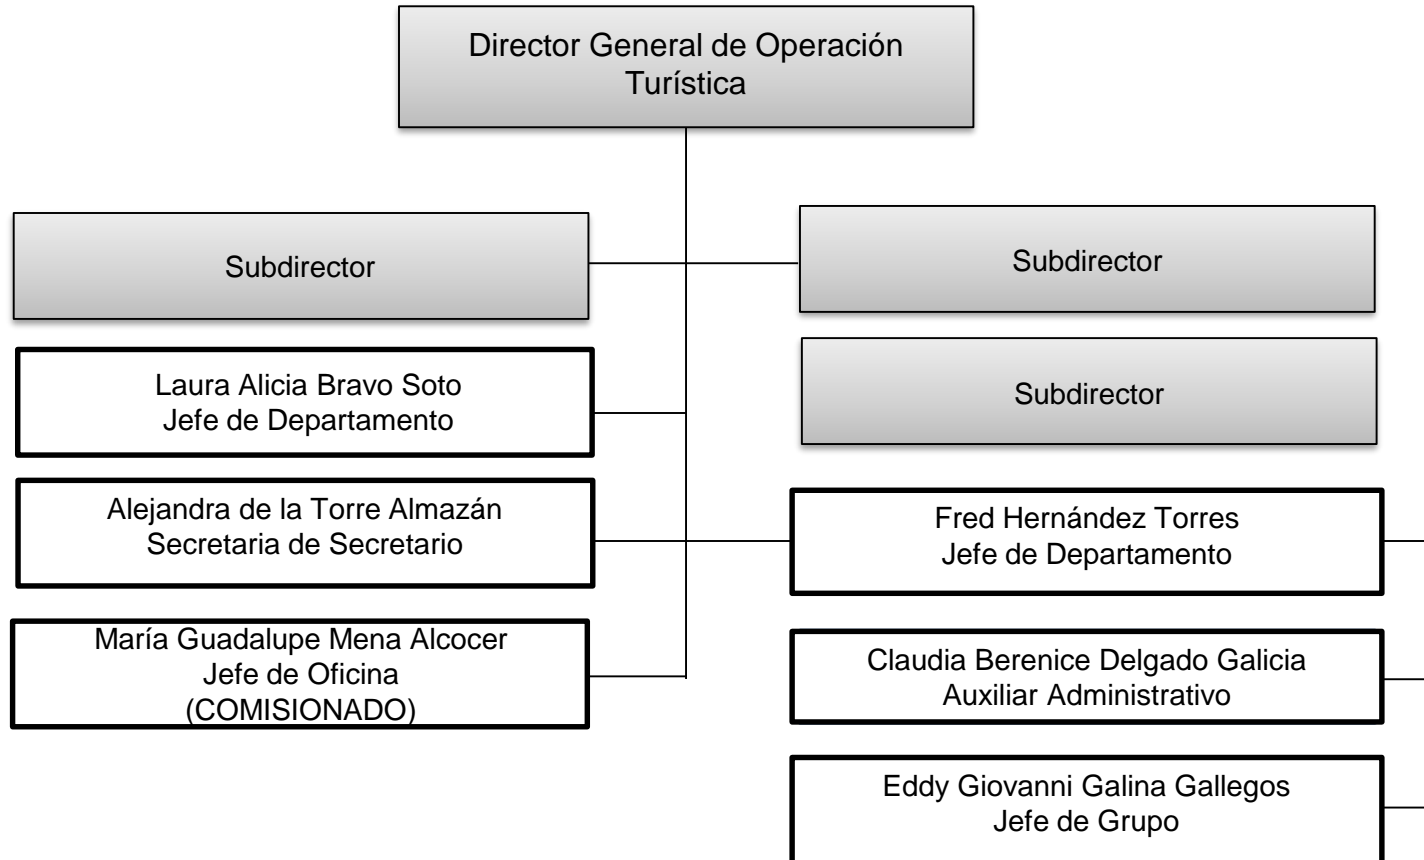 Director General de Operación
Turística
Subdirector
Subdirector
Laura Alicia Bravo Soto
Jefe de Departamento
Subdirector
Alejandra de la Torre Almazán
Secretaria de Secretario
Fred Hernández Torres
Jefe de Departamento
María Guadalupe Mena Alcocer
Jefe de Oficina
(COMISIONADO)
Claudia Berenice Delgado Galicia
Auxiliar Administrativo
Eddy Giovanni Galina Gallegos
Jefe de Grupo